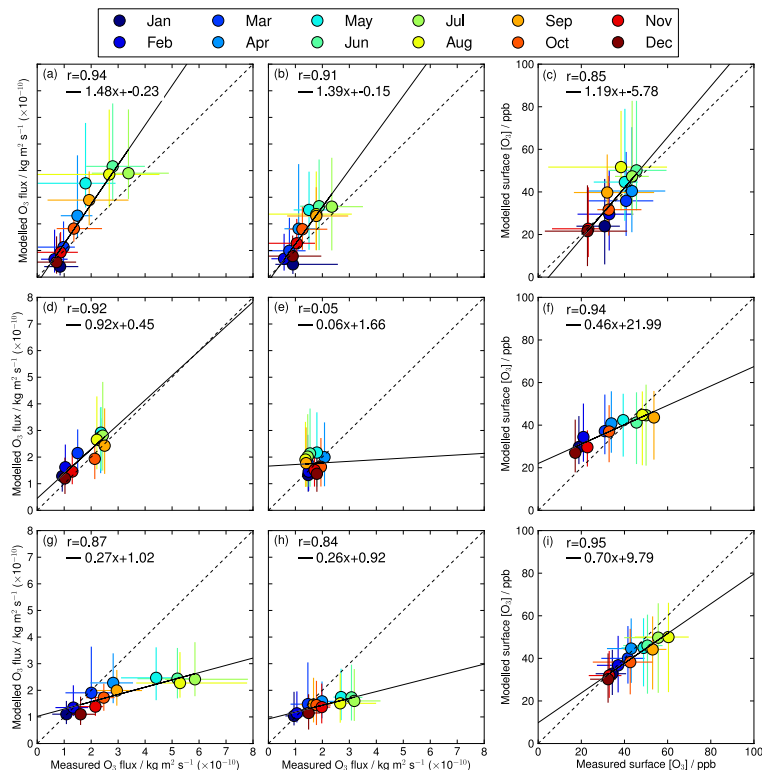 Jan Mar May Jul Sep Nov
Feb Apr Jun Aug Oct Dec
(a) r=0.94
1.48x+-0.23
Modelled O3 flux / kg m² s⁻¹ (×10⁻¹⁰)
(b) r=0.91
1.39x+-0.15
(c) r=0.85
1.19x+-5.78
Modelled surface [O3] / ppb
100
80
60
40
20
0
(d) r=0.92
0.92x+0.45
Modelled O3 flux / kg m² s⁻¹ (×10⁻¹⁰)
8
7
6
5
4
3
2
1
0
(e) r=0.05
0.06x+1.66
(f) r=0.94
0.46x+21.99
Modelled surface [O3] / ppb
100
80
60
40
20
0
(g) r=0.87
0.27x+1.02
Modelled O3 flux / kg m² s⁻¹ (×10⁻¹⁰)
8
7
6
5
4
3
2
1
0
0 1 2 3 4 5 6 7 8
Measured O3 flux / kg m⁻² s⁻¹ (×10⁻¹⁰)
(h) r=0.84
0.26x+0.92
0 1 2 3 4 5 6 7 8
Measured O3 flux / kg m⁻² s⁻¹ (×10⁻¹⁰)
(i) r=0.95
0.70x+9.79
Modelled surface [O3] / ppb
100
80
60
40
20
0
0 20 40 60 80 100
Measured surface [O3] / ppb